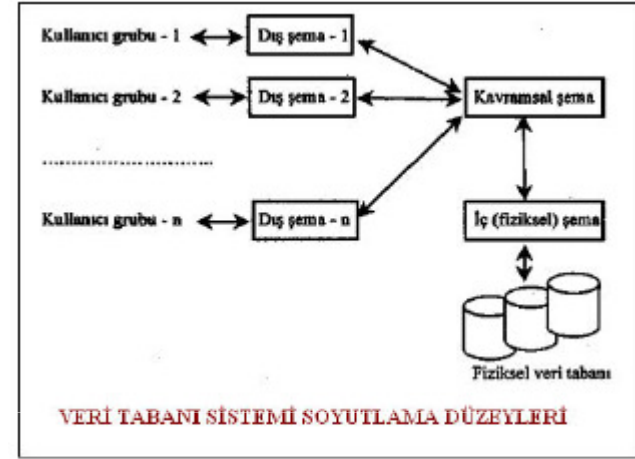 Kullanıcı grubu - 1 Dış şema - 1
Kullanıcı grubu - 2 Dış şema - 2 Kavramsal şema
....................................
Kullanıcı grubu - n Dış şema - n İç (fiziksel) şema
Fiziksel veri tabanı
VERİ TABANI SİSTEMİ SOYUTLAMA DÜZEYLERİ